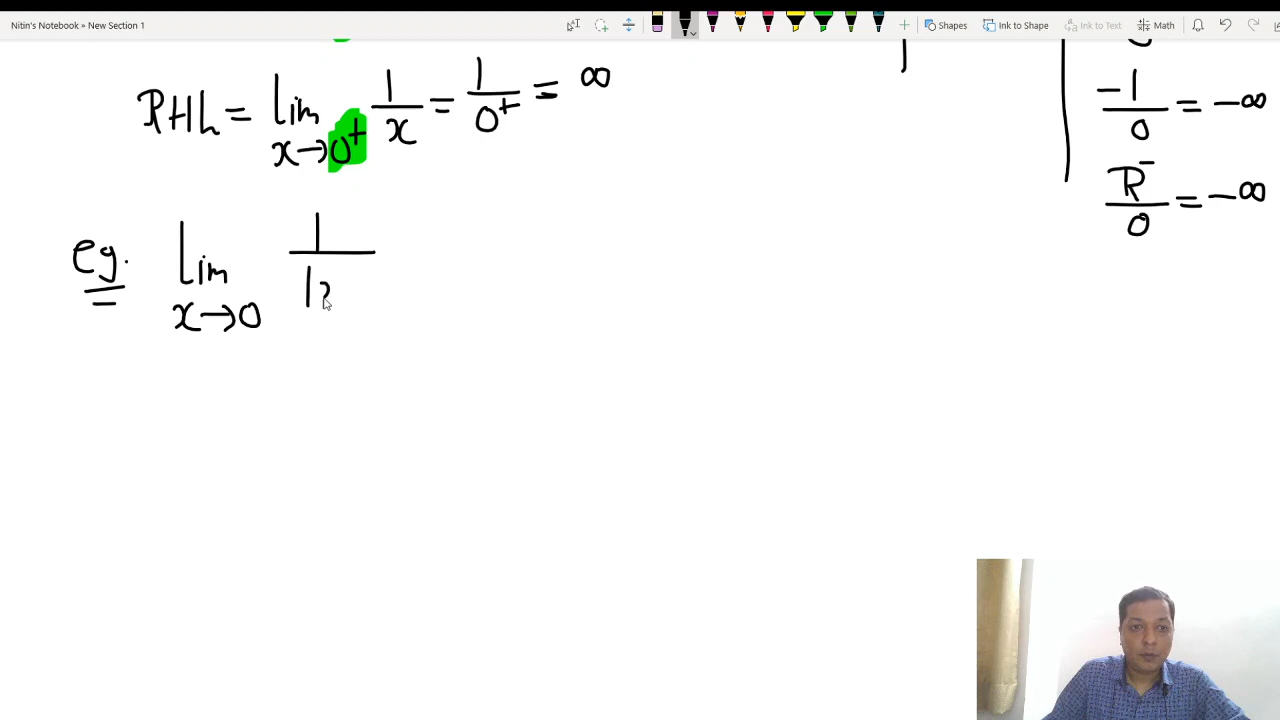 Nitin's Notebook » New Section 1
Shapes Ink to Shape Ink to Text Math
RHL = lim x→0⁺ 1/x = 1/0⁺ = ∞
-1/0 = -∞
R⁻/0 = -∞
eg. lim x→0 1/|